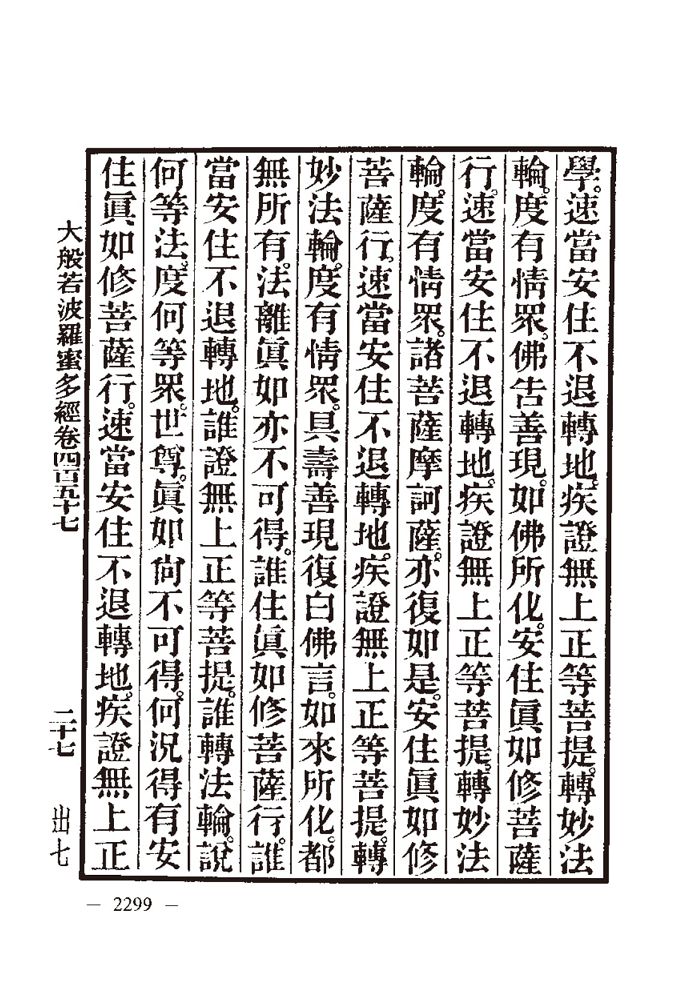 學。速當安住不退轉地。疾證無上正等菩提。轉妙法
輪。度有情眾。佛告善現。如佛所化。安住眞如修菩薩
行。速當安住不退轉地。疾證無上正等菩提。轉妙法
輪。度有情眾。諸菩薩摩訶薩。亦復如是。安住眞如修
菩薩行。速當安住不退轉地。疾證無上正等菩提。轉
妙法輪。度有情眾。具壽善現復白佛言。如來所化。都
無所有。法離眞如亦不可得。誰住眞如修菩薩行。誰
當安住不退轉地。誰證無上正等菩提。誰轉法輪。說
何等法。度何等眾。世尊。眞如尙不可得。何況得有安
住眞如修菩薩行。速當安住不退轉地。疾證無上正
大般若波羅蜜多經卷四百五十七
二十七
出七
— 2299 —